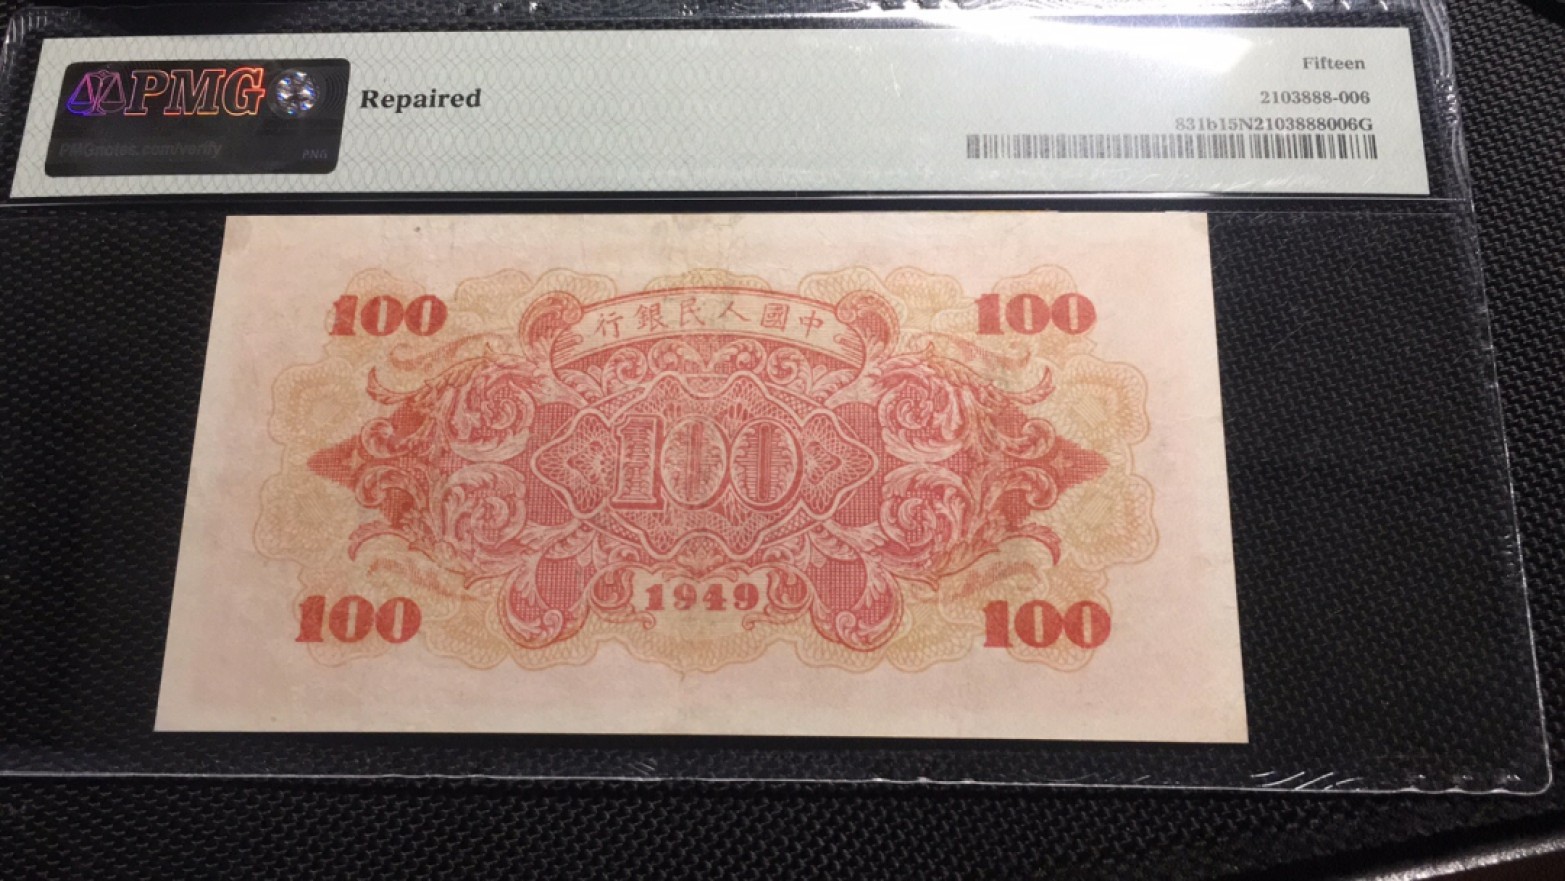 PMG
PMGnotes.com/verify
PNG
Repaired
Fifteen
2103888-006
831b15N2103888006G
行銀民人國中
100
100
100
1949
100
100